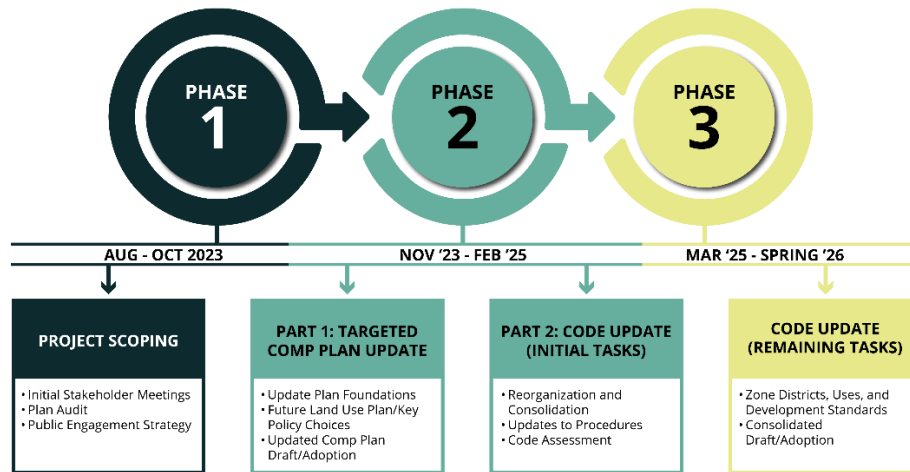 PHASE
1
PHASE
2
PHASE
3
AUG - OCT 2023
NOV ‘23 - FEB ’25
MAR ‘25 - SPRING ‘26
PROJECT SCOPING
• Initial Stakeholder Meetings
• Plan Audit
• Public Engagement Strategy
PART 1: TARGETED
COMP PLAN UPDATE
• Update Plan Foundations
• Future Land Use Plan/Key
Policy Choices
• Updated Comp Plan
Draft/Adoption
PART 2: CODE UPDATE
(INITIAL TASKS)
• Reorganization and
Consolidation
• Updates to Procedures
• Code Assessment
CODE UPDATE
(REMAINING TASKS)
• Zone Districts, Uses, and
Development Standards
• Consolidated
Draft/Adoption